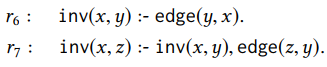 r6 : inv(x, y) :- edge(y, x).
r7 : inv(x, z) :- inv(x, y), edge(z, y).